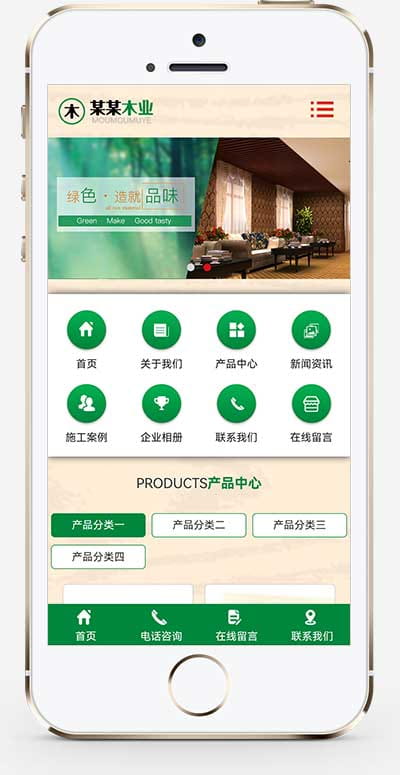 木 某某木业
MOUMOUMUYE
绿色·造就品味
Green Make Good tasty
首页 关于我们 产品中心 新闻资讯
施工案例 企业相册 联系我们 在线留言
PRODUCTS产品中心
产品分类一 产品分类二 产品分类三
产品分类四
首页 电话咨询 在线留言 联系我们